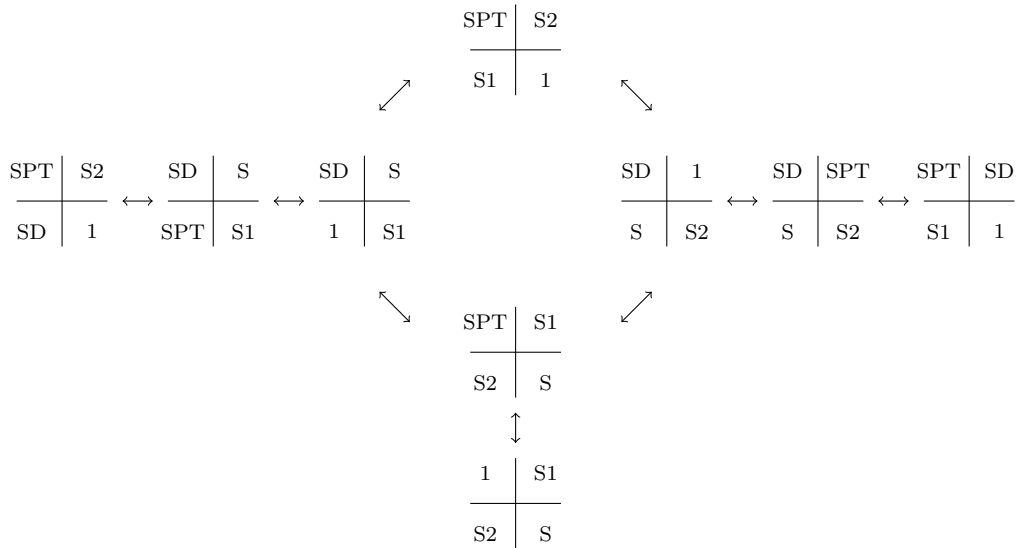 SPT S2
S1 1
SPT S2 SD S SD S SD 1 SD SPT SPT SD
SD 1 SPT S1 1 S1 S S2 S S2 S1 1
SPT S1
S2 S
1 S1
S2 S